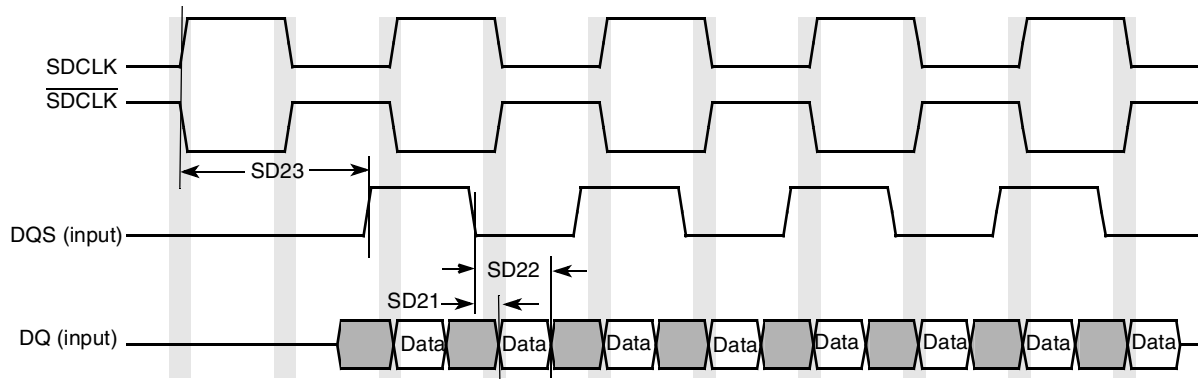 SDCLK
SDCLK
SD23
DQS (input)
SD22
SD21
DQ (input)
Data Data Data Data Data Data Data Data